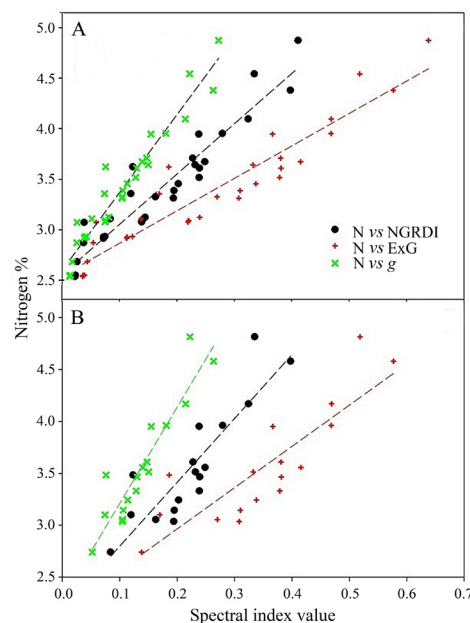 A
5.0
4.5
4.0
3.5
3.0
2.5
N vs NGRDI
N vs ExG
N vs g
Nitrogen %
B
5.0
4.5
4.0
3.5
3.0
2.5
0.0 0.1 0.2 0.3 0.4 0.5 0.6 0.7
Spectral index value